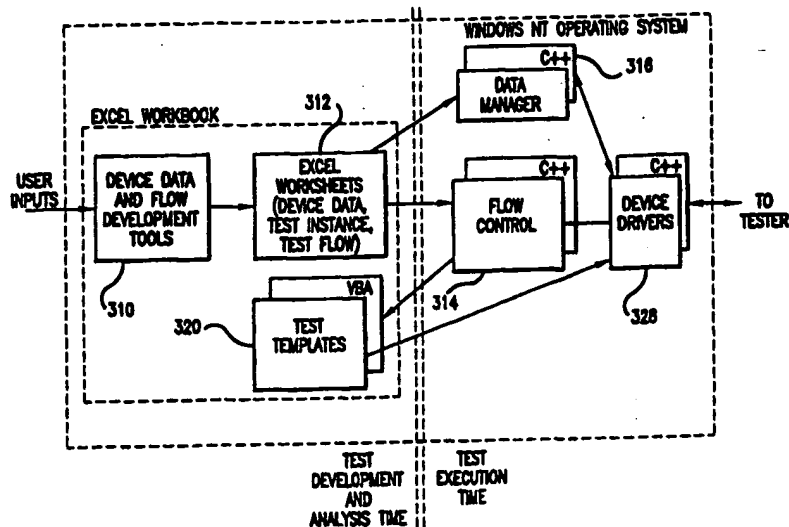 WINDOWS NT OPERATING SYSTEM
C++
316
DATA
MANAGER
EXCEL WORKBOOK
312
USER
INPUTS
DEVICE DATA
AND FLOW
DEVELOPMENT
TOOLS
310
EXCEL
WORKSHEETS
(DEVICE DATA,
TEST INSTANCE,
TEST FLOW)
C++
FLOW
CONTROL
314
C++
DEVICE
DRIVERS
328
TO
TESTER
VBA
320
TEST
TEMPLATES
TEST
DEVELOPMENT
AND
ANALYSIS TIME
TEST
EXECUTION
TIME